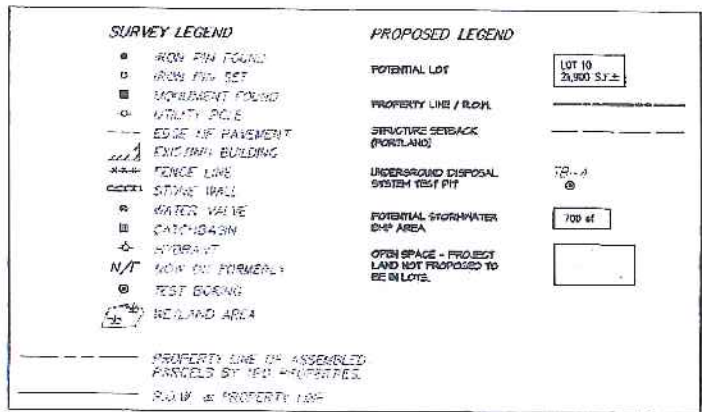 SURVEY LEGEND
IRON PIN FOUND
IRON PIN SET
MONUMENT FOUND
UTILITY POLE
EDGE OF PAVEMENT
EXISTING BUILDING
FENCE LINE
STONE WALL
WATER VALVE
CATCHBASIN
HYDRANT
N/F NOW OR FORMERLY
TEST BORING
WETLAND AREA
PROPERTY LINE OF ASSEMBLED
PARCELS BY PROPERTIES.
R.O.W. PROPERTY LINE
PROPOSED LEGEND
POTENTIAL LOT
LOT 10
S.F.±
PROPERTY LINE / R.O.W.
STRUCTURE SETBACK
(PORTLAND)
UNDERGROUND DISPOSAL
SYSTEM TEST PIT
TB-A
POTENTIAL STORMWATER
BMP AREA
700 sf
OPEN SPACE - PROJECT
LAND NOT PROPOSED TO
BE IN LOTS.